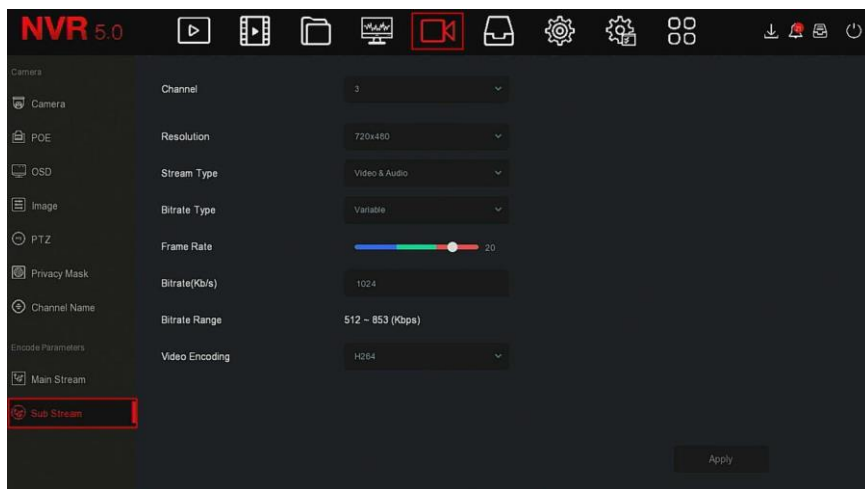 NVR 5.0
Camera
Camera
POE
OSD
Image
PTZ
Privacy Mask
Channel Name
Encode Parameters
Main Stream
Sub Stream
Channel 3
Resolution 720x480
Stream Type Video & Audio
Bitrate Type Variable
Frame Rate 20
Bitrate(Kb/s) 1024
Bitrate Range 512 ~ 853 (Kbps)
Video Encoding H264
Apply